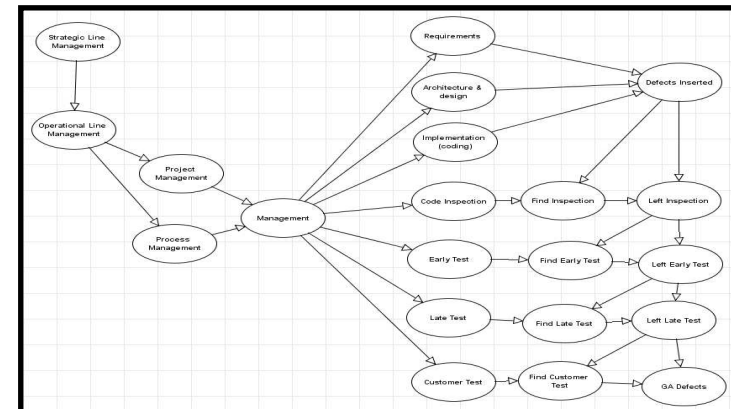 Strategic Line
Management
Operational Line
Management
Project
Management
Process
Management
Management
Requirements
Architecture &
design
Implementation
(coding)
Code Inspection
Early Test
Late Test
Customer Test
Find Inspection
Find Early Test
Find Late Test
Find Customer
Test
Defects Inserted
Left Inspection
Left Early Test
Left Late Test
GA Defects